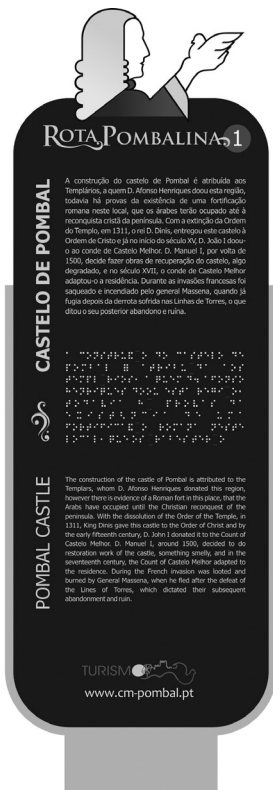 ROTA POMBALINA 1
CASTELO DE POMBAL
A construção do castelo de Pombal é atribuída aos
Templários, a quem D. Afonso Henriques doou esta região,
todavia há provas da existência de uma fortificação
romana neste local, que os árabes terão ocupado até à
reconquista cristã da península. Com a extinção da Ordem
do Templo, em 1311, o rei D. Dinis, entregou este castelo à
Ordem de Cristo e já no início do século XV, D. João I doou-
o ao conde de Castelo Melhor. D. Manuel I, por volta de
1500, decide fazer obras de recuperação do castelo, algo
degradado, e no século XVII, o conde de Castelo Melhor
adaptou-o a residência. Durante as invasões francesas foi
saqueado e incendiado pelo general Massena, quando já
fugia depois da derrota sofrida nas Linhas de Torres, o que
ditou o seu posterior abandono e ruína.
POMBAL CASTLE
The construction of the castle of Pombal is attributed to the
Templars, whom D. Afonso Henriques donated this region,
however there is evidence of a Roman fort in this place, that the
Arabs have occupied until the Christian reconquest of the
peninsula. With the dissolution of the Order of the Temple, in
1311, King Dinis gave this castle to the Order of Christ and by
the early fifteenth century, D. John I donated it to the Count of
Castelo Melhor. D. Manuel I, around 1500, decided to do
restoration work of the castle, something smelly, and in the
seventeenth century, the Count of Castelo Melhor adapted to
the residence. During the French invasion was looted and
burned by General Massena, when he fled after the defeat of
the Lines of Torres, which dictated their subsequent
abandonment and ruin.
TURISMO
www.cm-pombal.pt